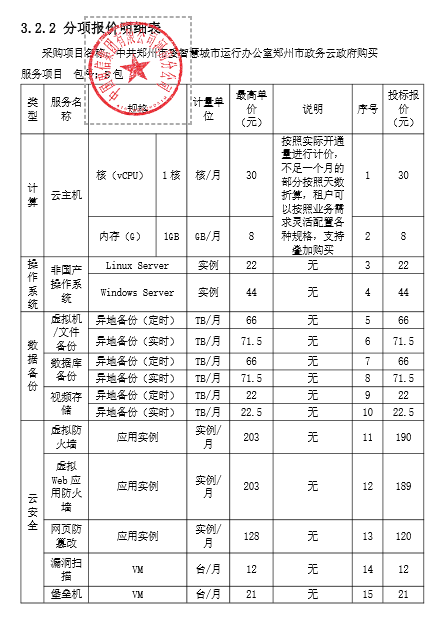 3.2.2 分项报价明细表
采购项目名称：中共郑州市委智慧城市运行办公室郑州市政务云政府购买
服务项目 包号：B 包
类型 服务名称 规格 计量单位 最高单价（元） 说明 序号 投标报价（元）
计算 云主机 核（vCPU） 1 核 核/月 30 按照实际开通量进行计价，不足一个月的部分按照天数折算，租户可以按照业务需求灵活配置各种规格，支持叠加购买 1 30
内存（G） 1GB GB/月 8 2 8
操作系统 非国产操作系统 Linux Server 实例 22 无 3 22
Windows Server 实例 44 无 4 44
数据备份 虚拟机/文件备份 异地备份（定时） TB/月 66 无 5 66
异地备份（实时） TB/月 71.5 无 6 71.5
数据库备份 异地备份（定时） TB/月 66 无 7 66
异地备份（实时） TB/月 71.5 无 8 71.5
视频存储 异地备份（定时） TB/月 22 无 9 22
异地备份（实时） TB/月 22.5 无 10 22.5
云安全 虚拟防火墙 应用实例 实例/月 203 无 11 190
虚拟 Web 应用防火墙 应用实例 实例/月 203 无 12 189
网页防篡改 应用实例 实例/月 128 无 13 120
漏洞扫描 VM 台/月 12 无 14 12
堡垒机 VM 台/月 21 无 15 21